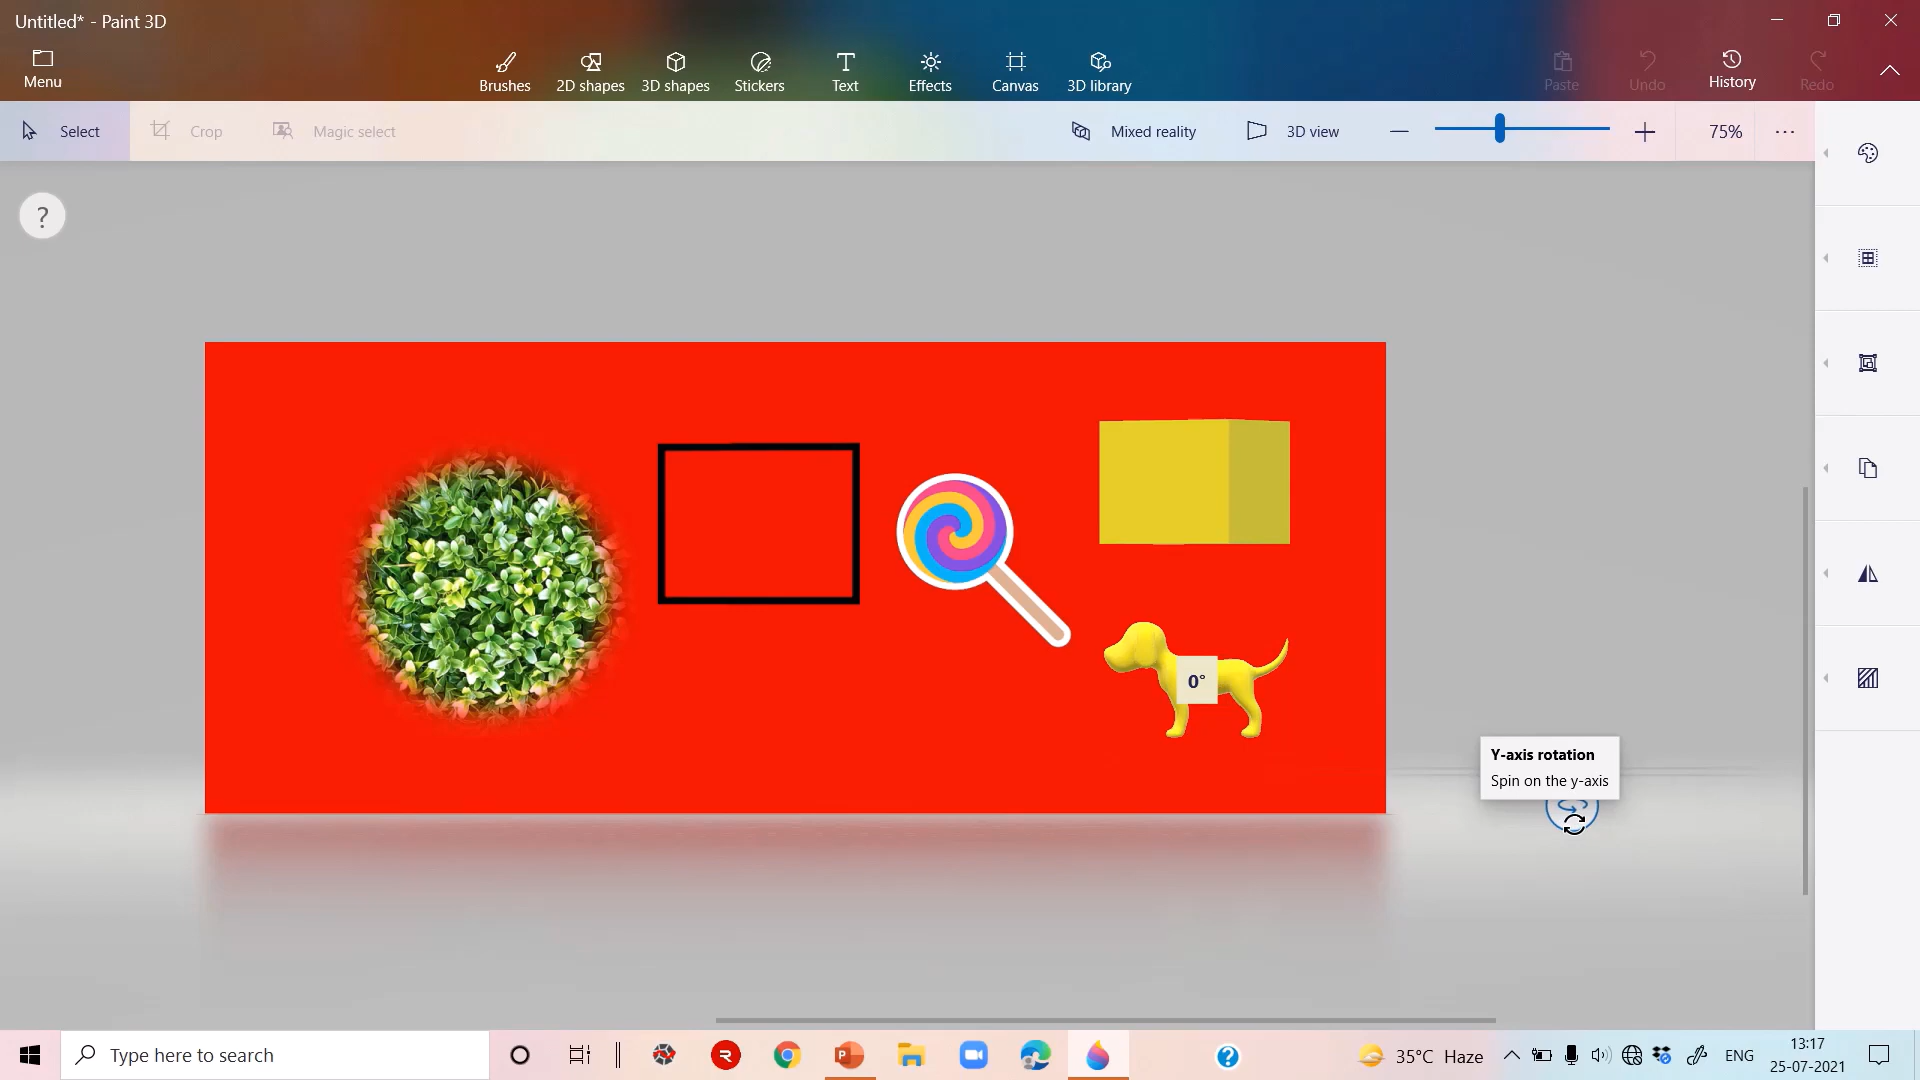 Untitled* - Paint 3D
Menu
Brushes
2D shapes
3D shapes
Stickers
Text
Effects
Canvas
3D library
Paste
Undo
History
Redo
Select
Crop
Magic select
Mixed reality
3D view
75%
?
0°
Y-axis rotation
Spin on the y-axis
Type here to search
R
P
?
35°C Haze
ENG
13:17
25-07-2021